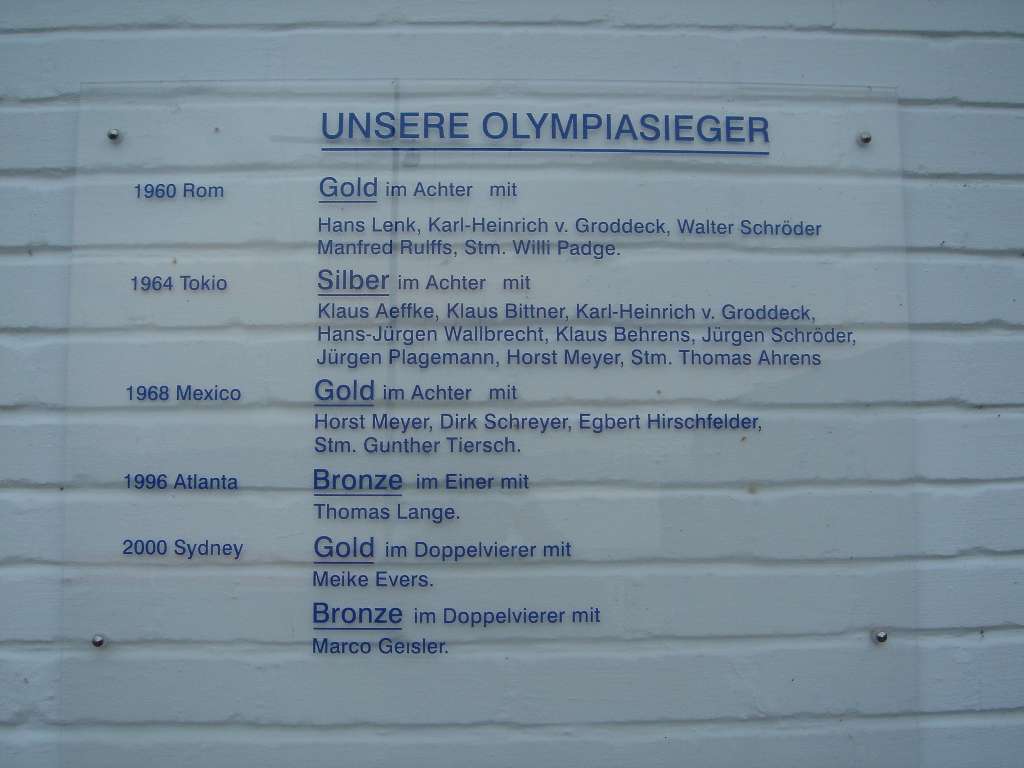 UNSERE OLYMPIASIEGER
1960 Rom Gold im Achter mit
Hans Lenk, Karl-Heinrich v. Groddeck, Walter Schröder
Manfred Rulffs, Stm. Willi Padge.
1964 Tokio Silber im Achter mit
Klaus Aeffke, Klaus Bittner, Karl-Heinrich v. Groddeck,
Hans-Jürgen Wallbrecht, Klaus Behrens, Jürgen Schröder,
Jürgen Plagemann, Horst Meyer, Stm. Thomas Ahrens
1968 Mexico Gold im Achter mit
Horst Meyer, Dirk Schreyer, Egbert Hirschfelder,
Stm. Gunther Tiersch.
1996 Atlanta Bronze im Einer mit
Thomas Lange.
2000 Sydney Gold im Doppelvierer mit
Meike Evers.
Bronze im Doppelvierer mit
Marco Geisler.